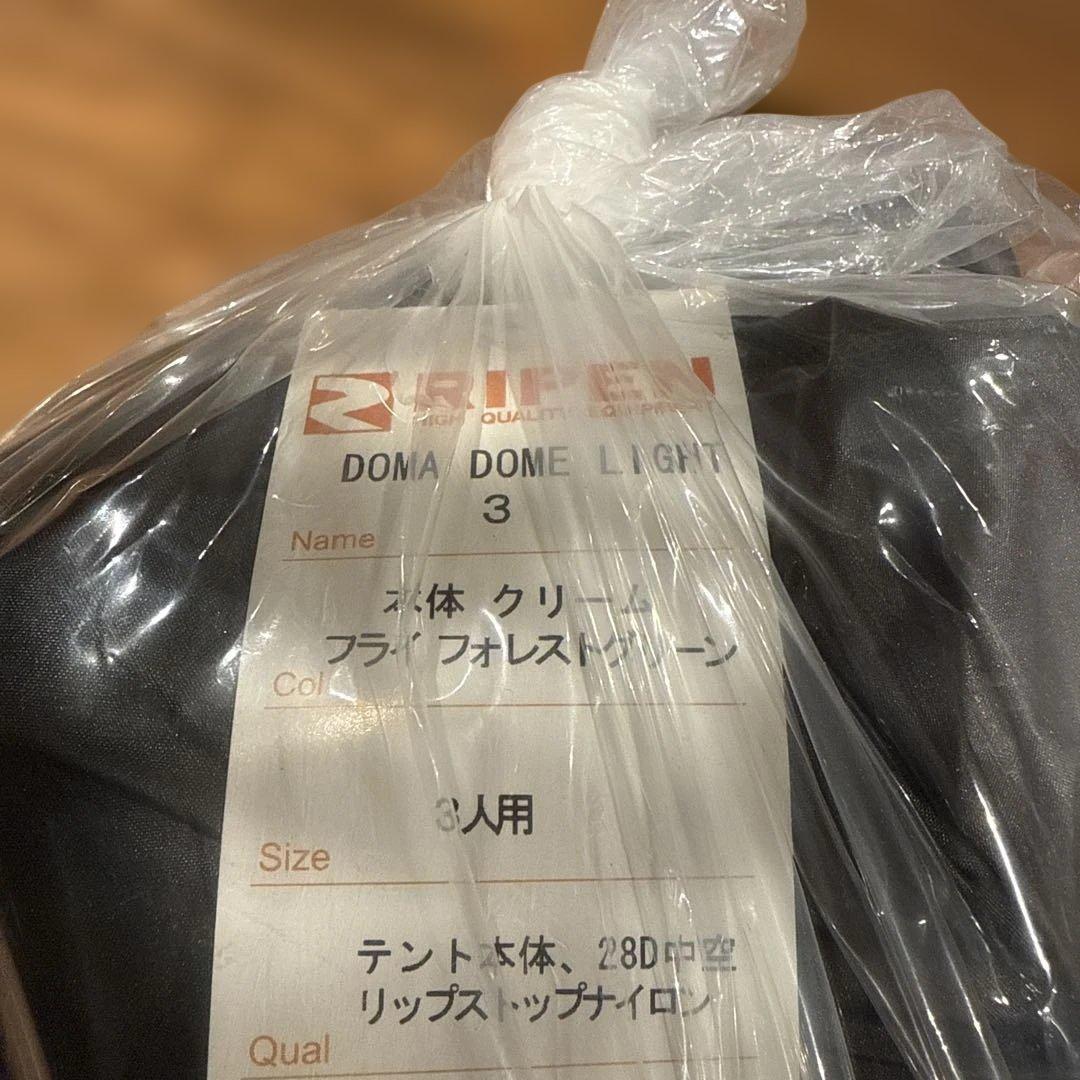 RIPEN
HIGH QUALITY EQUIPMENT
DOMA DOME LIGHT
3
Name
本体 クリーム
フライ フォレストグリーン
Col
3人用
Size
テント本体、28D中空
リップストップナイロン
Qual